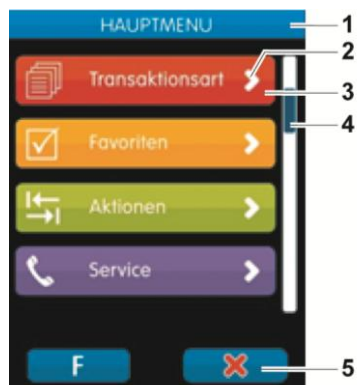 HAUPTMENU
1
2
Transaktionsart
3
4
Favoriten
Aktionen
Service
F
5